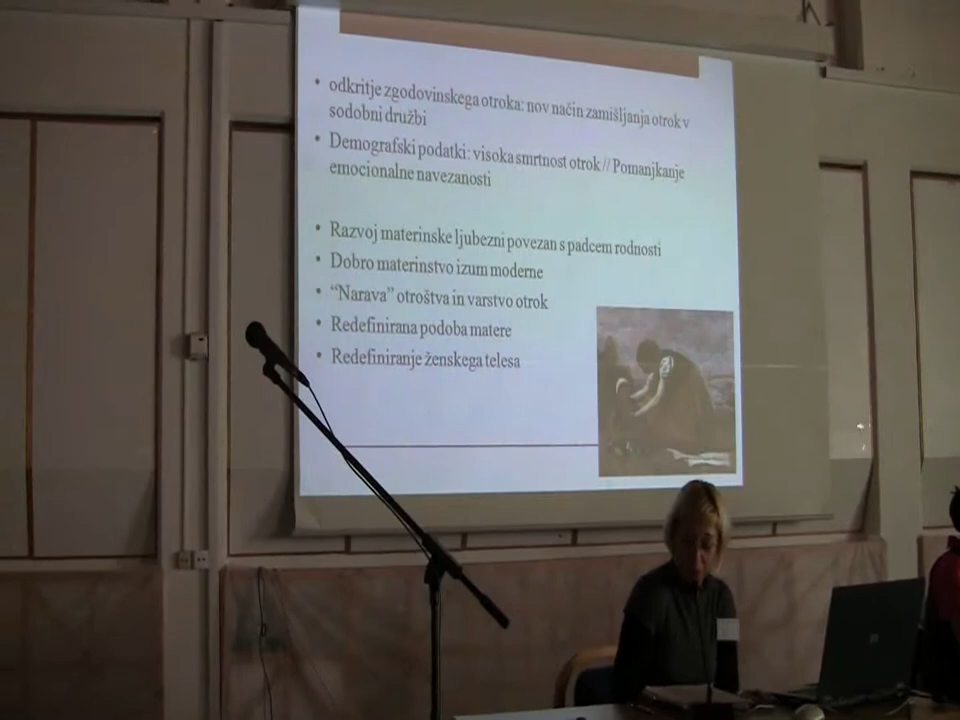 • odkritje zgodovinskega otroka: nov način zamišljanja otrok v
sodobni družbi
• Demografski podatki: visoka smrtnost otrok // Pomanjkanje
emocionalne navezanosti
• Razvoj materinske ljubezni povezan s padcem rodnosti
• Dobro materinstvo izum moderne
• “Narava” otroštva in varstvo otrok
• Redefinirana podoba matere
• Redefiniranje ženskega telesa